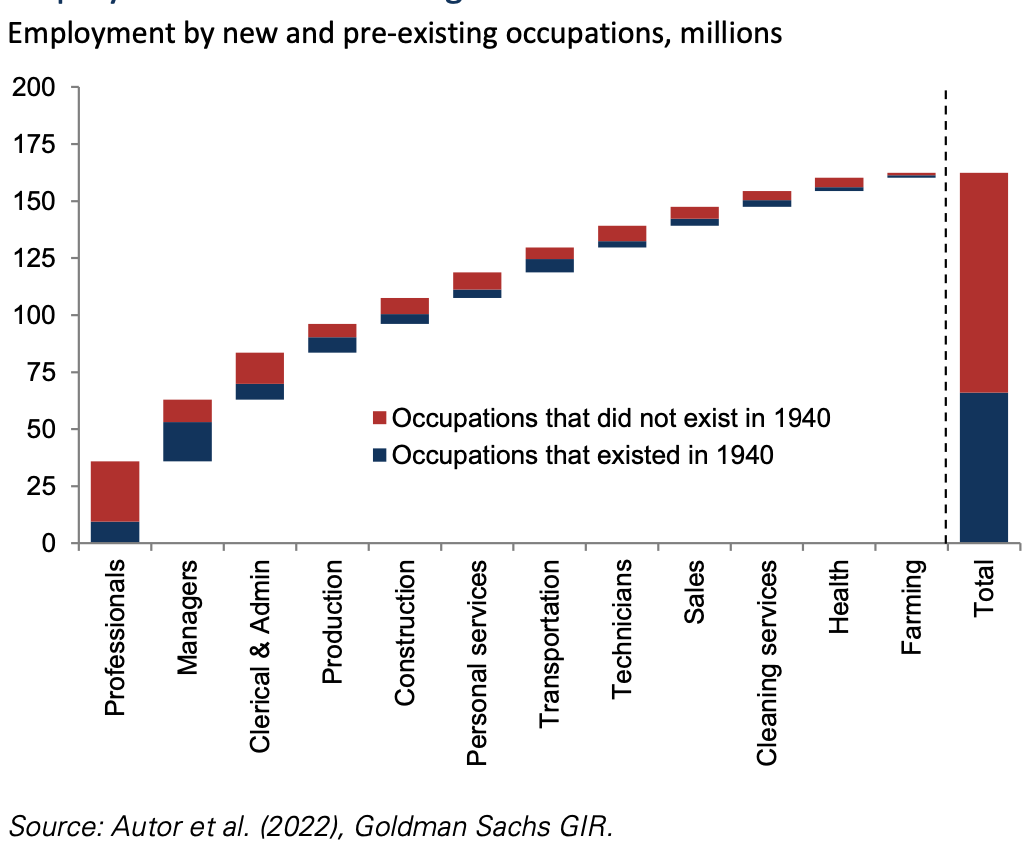 Employment by new and pre-existing occupations, millions
200
175
150
125
100
75
50
25
0
Occupations that did not exist in 1940
Occupations that existed in 1940
Professionals
Managers
Clerical & Admin
Production
Construction
Personal services
Transportation
Technicians
Sales
Cleaning services
Health
Farming
Total
Source: Autor et al. (2022), Goldman Sachs GIR.